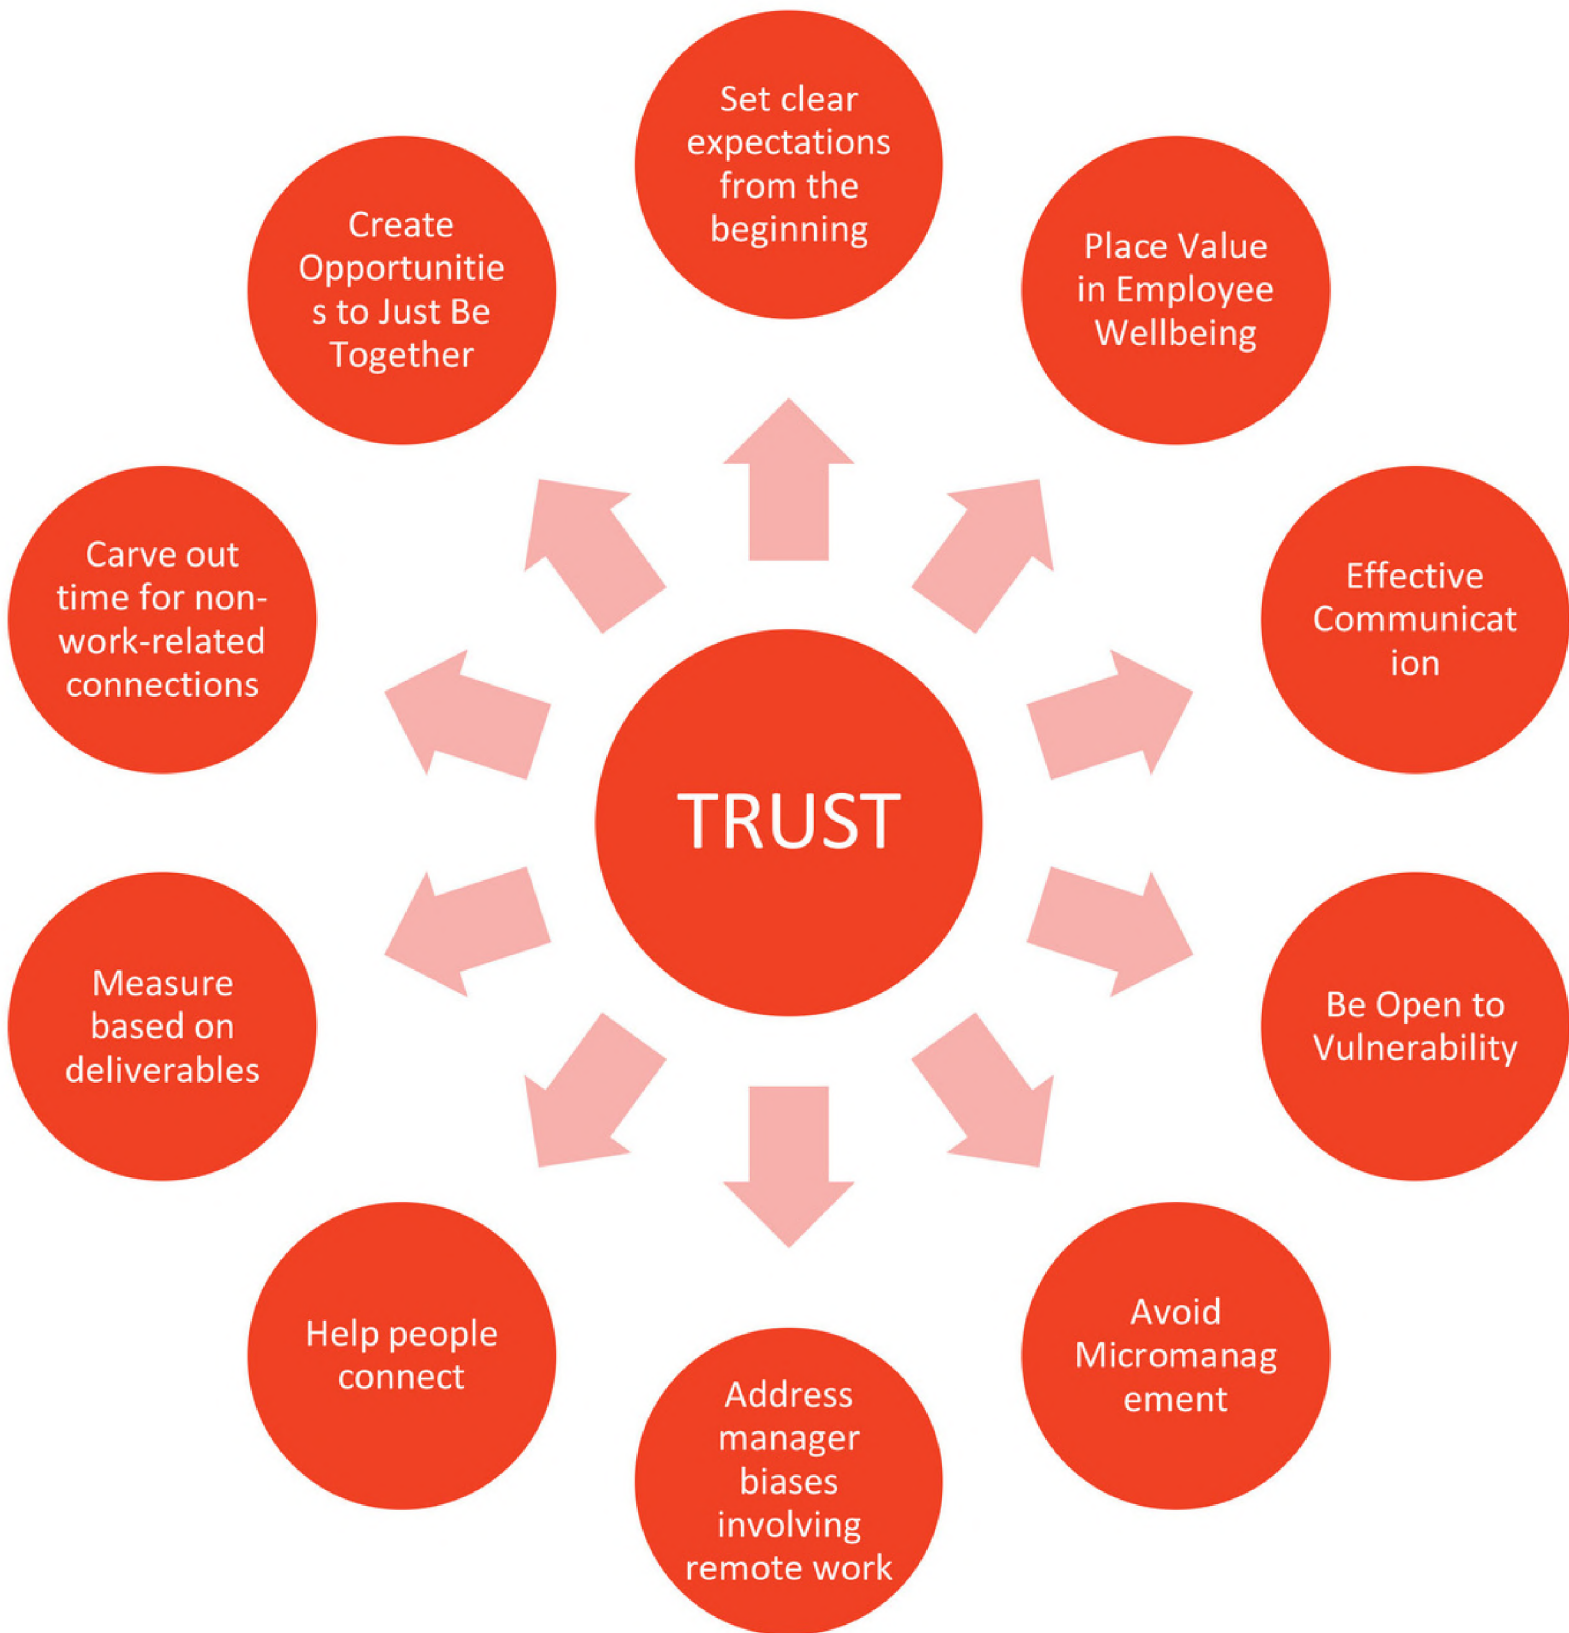 Set clear
expectations
from the
beginning
Place Value
in Employee
Wellbeing
Effective
Communicat
ion
Be Open to
Vulnerability
Avoid
Micromanag
ement
Address
manager
biases
involving
remote work
Help people
connect
Measure
based on
deliverables
Carve out
time for non-
work-related
connections
Create
Opportunitie
s to Just Be
Together
TRUST